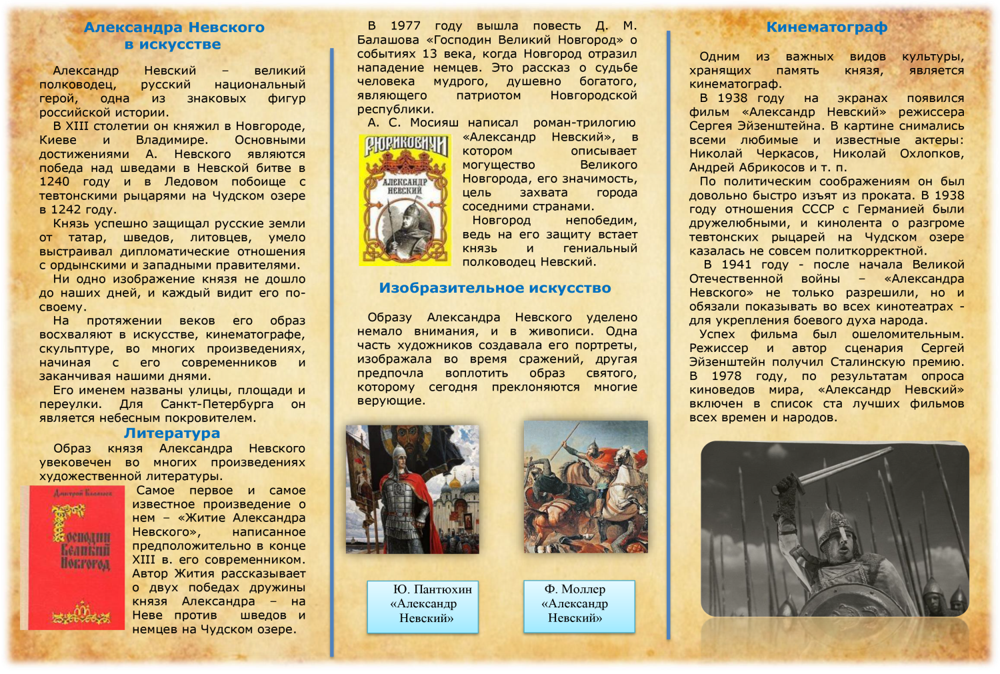 Александра Невского
в искусстве
Александр Невский – великий
полководец, русский национальный
герой, одна из знаковых фигур
российской истории.
В XIII столетии он княжил в Новгороде,
Киеве и Владимире. Основными
достижениями А. Невского являются
победа над шведами в Невской битве в
1240 году и в Ледовом побоище с
тевтонскими рыцарями на Чудском озере
в 1242 году.
Князь успешно защищал русские земли
от татар, шведов, литовцев, умело
выстраивал дипломатические отношения
с ордынскими и западными правителями.
Ни одно изображение князя не дошло
до наших дней, и каждый видит его по-
своему.
На протяжении веков его образ
восхваляют в искусстве, кинематографе,
скульптуре, во многих произведениях,
начиная с его современников и
заканчивая нашими днями.
Его именем названы улицы, площади и
переулки. Для Санкт-Петербурга он
является небесным покровителем.
Литература
Образ князя Александра Невского
увековечен во многих произведениях
художественной литературы.
Самое первое и самое
известное произведение о
нем – «Житие Александра
Невского», написанное
предположительно в конце
XIII в. его современником.
Автор Жития рассказывает
о двух победах дружины
князя Александра – на
Неве против шведов и
немцев на Чудском озере.
Дмитрий Балашов
Господин
Великий
Новгород
В 1977 году вышла повесть Д. М.
Балашова «Господин Великий Новгород» о
событиях 13 века, когда Новгород отразил
нападение немцев. Это рассказ о судьбе
человека мудрого, душевно богатого,
являющего патриотом Новгородской
республики.
А. С. Мосияш написал роман-трилогию
«Александр Невский», в
котором описывает
могущество Великого
Новгорода, его значимость,
цель захвата города
соседними странами.
Новгород непобедим,
ведь на его защиту встает
князь и гениальный
полководец Невский.
РЮРИКОВИЧИ
АЛЕКСАНДР
НЕВСКИЙ
Изобразительное искусство
Образу Александра Невского уделено
немало внимания, и в живописи. Одна
часть художников создавала его портреты,
изображала во время сражений, другая
предпочла воплотить образ святого,
которому сегодня преклоняются многие
верующие.
Ю. Пантюхин
«Александр
Невский»
Ф. Моллер
«Александр
Невский»
Кинематограф
Одним из важных видов культуры,
хранящих память князя, является
кинематограф.
В 1938 году на экранах появился
фильм «Александр Невский» режиссера
Сергея Эйзенштейна. В картине снимались
всеми любимые и известные актеры:
Николай Черкасов, Николай Охлопков,
Андрей Абрикосов и т. п.
По политическим соображениям он был
довольно быстро изъят из проката. В 1938
году отношения СССР с Германией были
дружелюбными, и кинолента о разгроме
тевтонских рыцарей на Чудском озере
казалась не совсем политкорректной.
В 1941 году - после начала Великой
Отечественной войны – «Александра
Невского» не только разрешили, но и
обязали показывать во всех кинотеатрах -
для укрепления боевого духа народа.
Успех фильма был ошеломительным.
Режиссер и автор сценария Сергей
Эйзенштейн получил Сталинскую премию.
В 1978 году, по результатам опроса
киноведов мира, «Александр Невский»
включен в список ста лучших фильмов
всех времен и народов.